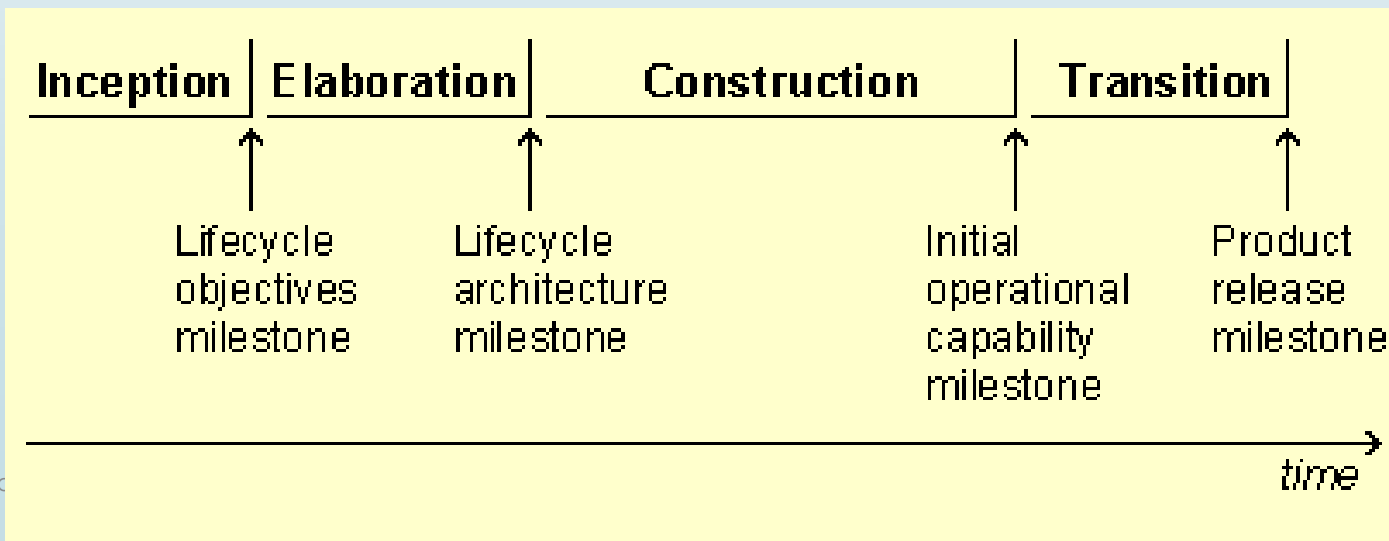 Inception Elaboration Construction Transition
Lifecycle
objectives
milestone
Lifecycle
architecture
milestone
Initial
operational
capability
milestone
Product
release
milestone
time